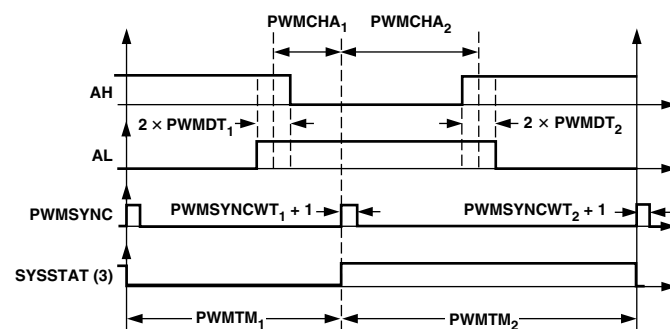 PWMCHA1 PWMCHA2
AH
2 × PWMDT1 2 × PWMDT2
AL
PWMSYNC PWMSYNCWT1 + 1 PWMSYNCWT2 + 1
SYSSTAT (3)
PWMTM1 PWMTM2